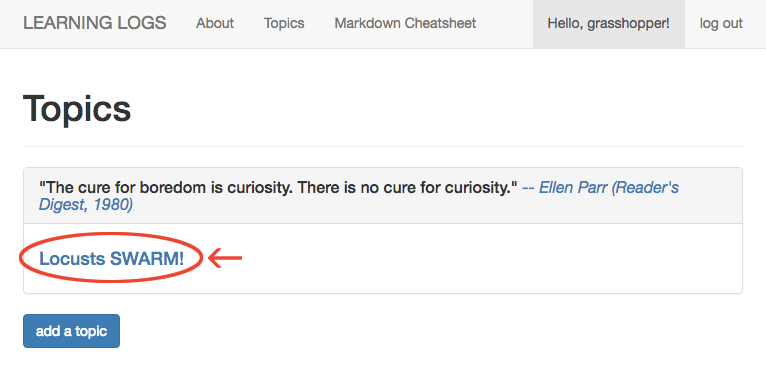 LEARNING LOGS About Topics Markdown Cheatsheet Hello, grasshopper! log out
Topics
"The cure for boredom is curiosity. There is no cure for curiosity." -- Ellen Parr (Reader's
Digest, 1980)
Locusts SWARM!
add a topic